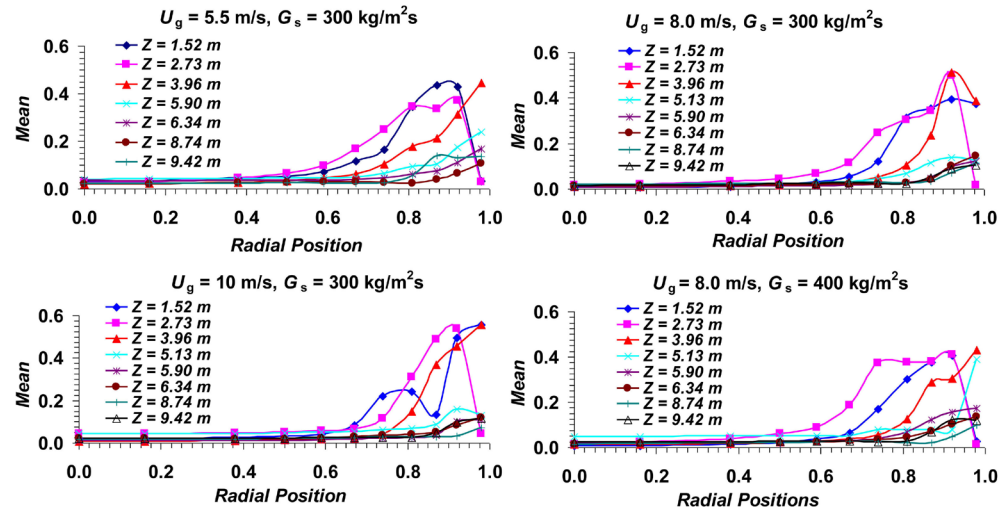 U g = 5.5 m/s, G s = 300 kg/m²s
0.6
0.4
0.2
0.0
Mean
Z = 1.52 m
Z = 2.73 m
Z = 3.96 m
Z = 5.90 m
Z = 6.34 m
Z = 8.74 m
Z = 9.42 m
0.0 0.2 0.4 0.6 0.8 1.0
Radial Position
U g = 8.0 m/s, G s = 300 kg/m²s
0.6
0.4
0.2
0.0
Mean
Z = 1.52 m
Z = 2.73 m
Z = 3.96 m
Z = 5.13 m
Z = 5.90 m
Z = 6.34 m
Z = 8.74 m
Z = 9.42 m
0.0 0.2 0.4 0.6 0.8 1.0
Radial Position
U g = 10 m/s, G s = 300 kg/m²s
0.6
0.4
0.2
0.0
Mean
Z = 1.52 m
Z = 2.73 m
Z = 3.96 m
Z = 5.13 m
Z = 5.90 m
Z = 6.34 m
Z = 8.74 m
Z = 9.42 m
0.0 0.2 0.4 0.6 0.8 1.0
Radial Position
U g = 8.0 m/s, G s = 400 kg/m²s
0.6
0.4
0.2
0.0
Mean
Z = 1.52 m
Z = 2.73 m
Z = 3.96 m
Z = 5.13 m
Z = 5.90 m
Z = 6.34 m
Z = 8.74 m
Z = 9.42 m
0.0 0.2 0.4 0.6 0.8 1.0
Radial Positions